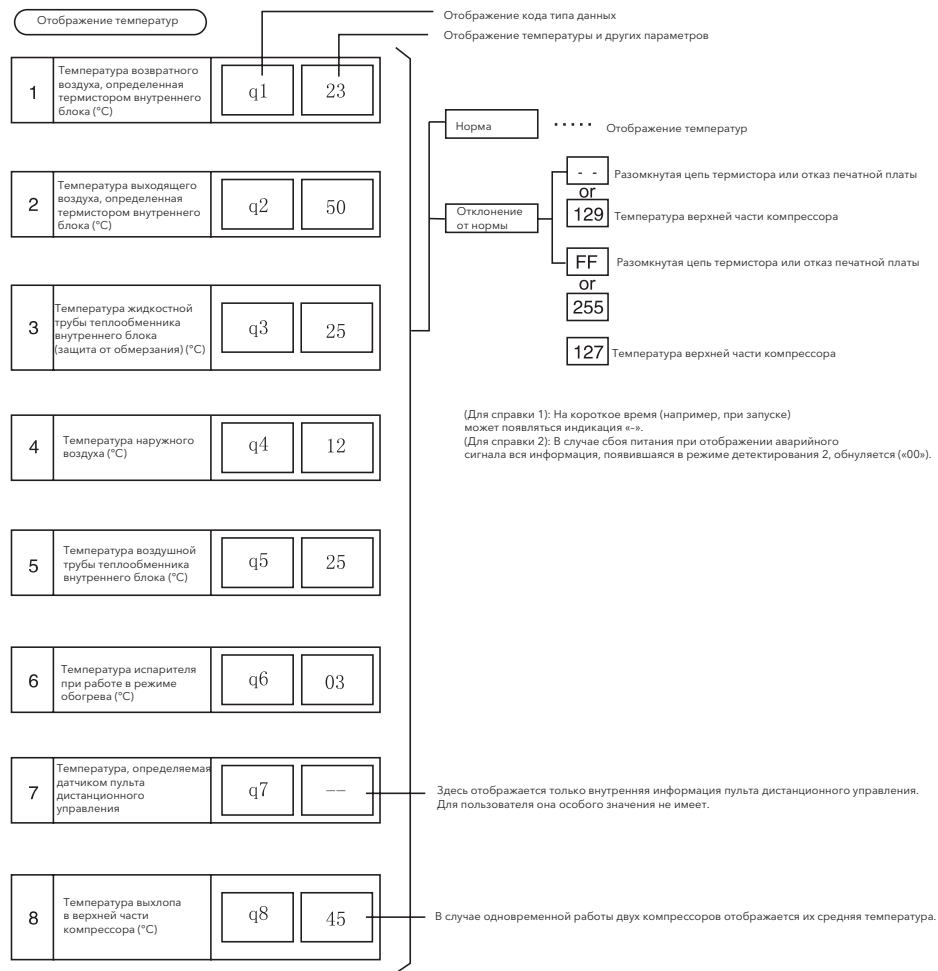 Отображение температур
Отображение кода типа данных
Отображение температуры и других параметров
1
Температура возвратного
воздуха, определенная
термистором внутреннего
блока (°C)
q1
23
Норма
.....
Отображение температур
Отклонение
от нормы
- -
Разомкнутая цепь термистора или отказ печатной платы
or
129
Температура верхней части компрессора
FF
Разомкнутая цепь термистора или отказ печатной платы
or
255
127
Температура верхней части компрессора
2
Температура выходящего
воздуха, определенная
термистором внутреннего
блока (°C)
q2
50
3
Температура жидкостной
трубы теплообменника
внутреннего блока
(защита от обмерзания) (°C)
q3
25
4
Температура наружного
воздуха (°C)
q4
12
(Для справки 1): На короткое время (например, при запуске)
может появляться индикация «-».
(Для справки 2): В случае сбоя питания при отображении аварийного
сигнала вся информация, появившаяся в режиме детектирования 2, обнуляется («00»).
5
Температура воздушной
трубы теплообменника
внутреннего блока (°C)
q5
25
6
Температура испарителя
при работе в режиме
обогрева (°C)
q6
03
7
Температура, определяемая
датчиком пульта
дистанционного
управления
q7
--
Здесь отображается только внутренняя информация пульта дистанционного управления.
Для пользователя она особого значения не имеет.
8
Температура выхлопа
в верхней части
компрессора (°C)
q8
45
В случае одновременной работы двух компрессоров отображается их средняя температура.